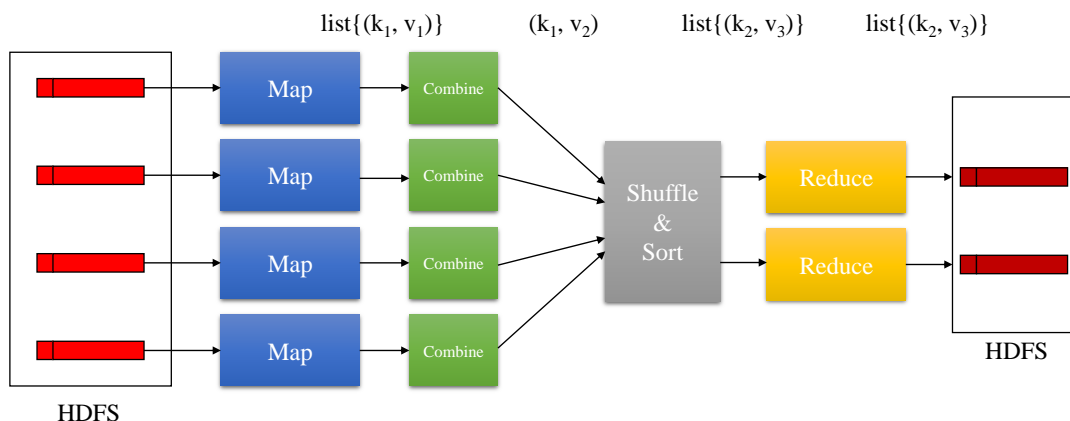 list{(k₁, v₁)} (k₁, v₂) list{(k₂, v₃)} list{(k₂, v₃)}
Map Combine
Map Combine
Map Combine
Map Combine
Shuffle
&
Sort
Reduce
Reduce
HDFS
HDFS